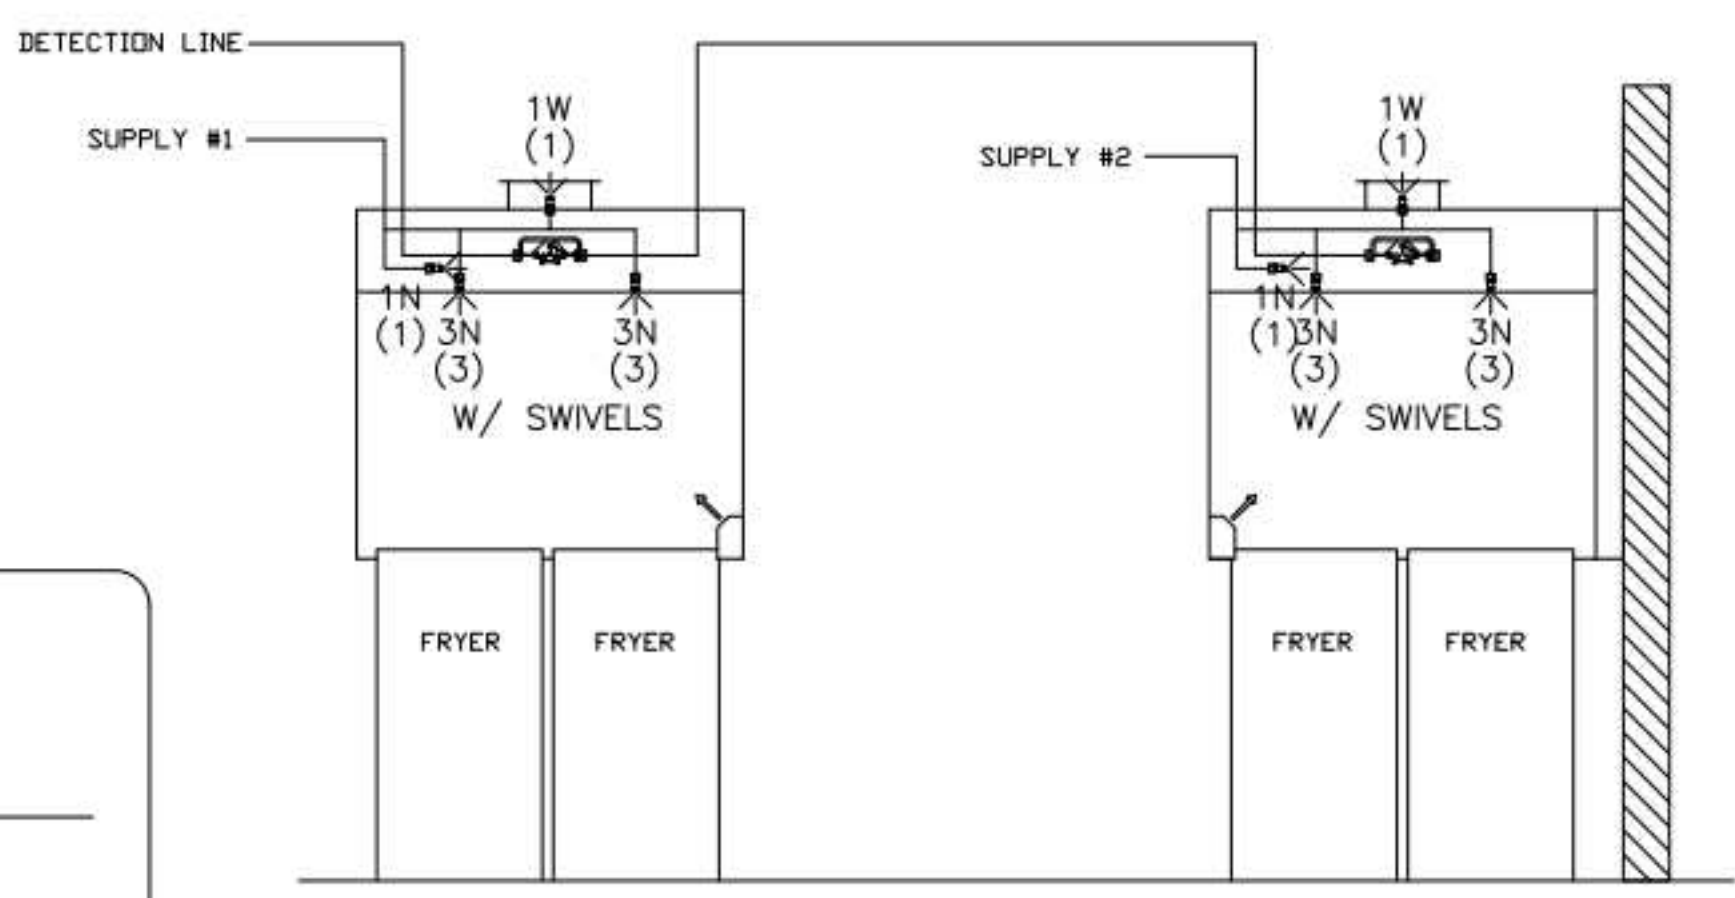 DETECTION LINE
SUPPLY #1
1W
(1)
1N
(1)
3N
(3)
3N
(3)
W/ SWIVELS
FRYER
FRYER
SUPPLY #2
1W
(1)
1N
(1)
3N
(3)
3N
(3)
W/ SWIVELS
FRYER
FRYER